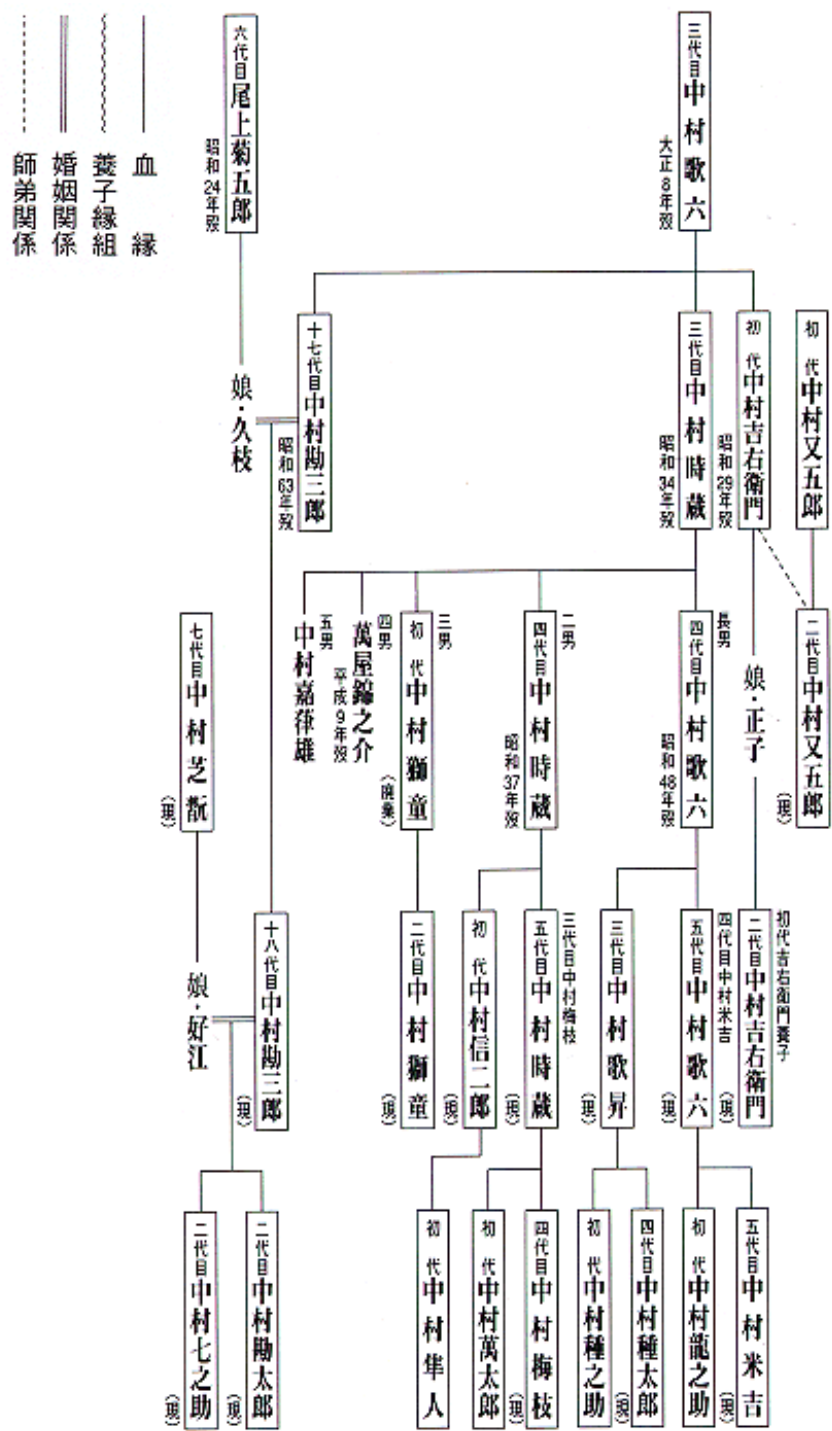 三代目中村歌六
大正8年歿
六代目尾上菊五郎
昭和24年歿
血縁
養子縁組
婚姻関係
師弟関係
初代中村又五郎
初代中村吉右衛門
昭和29年歿
三代目中村時蔵
昭和34年歿
十七代目中村勘三郎
昭和63年歿
娘・久枝
二代目中村又五郎
(現)
娘・正子
長男
四代目中村歌六
昭和48年歿
二男
四代目中村時蔵
昭和37年歿
三男
初代中村獅童
(廃業)
四男
萬屋錦之介
平成9年歿
五男
中村嘉葎雄
七代目中村芝翫
(現)
初代吉右衛門養子
二代目中村吉右衛門
(現)
四代目中村米吉
五代目中村歌六
(現)
三代目中村歌昇
(現)
三代目中村梅枝
五代目中村時蔵
(現)
初代中村信二郎
(現)
二代目中村獅童
(現)
十八代目中村勘三郎
(現)
娘・好江
五代目中村米吉
(現)
初代中村龍之助
四代目中村種太郎
(現)
初代中村種之助
四代目中村梅枝
(現)
初代中村萬太郎
初代中村隼人
二代目中村勘太郎
(現)
二代目中村七之助
(現)